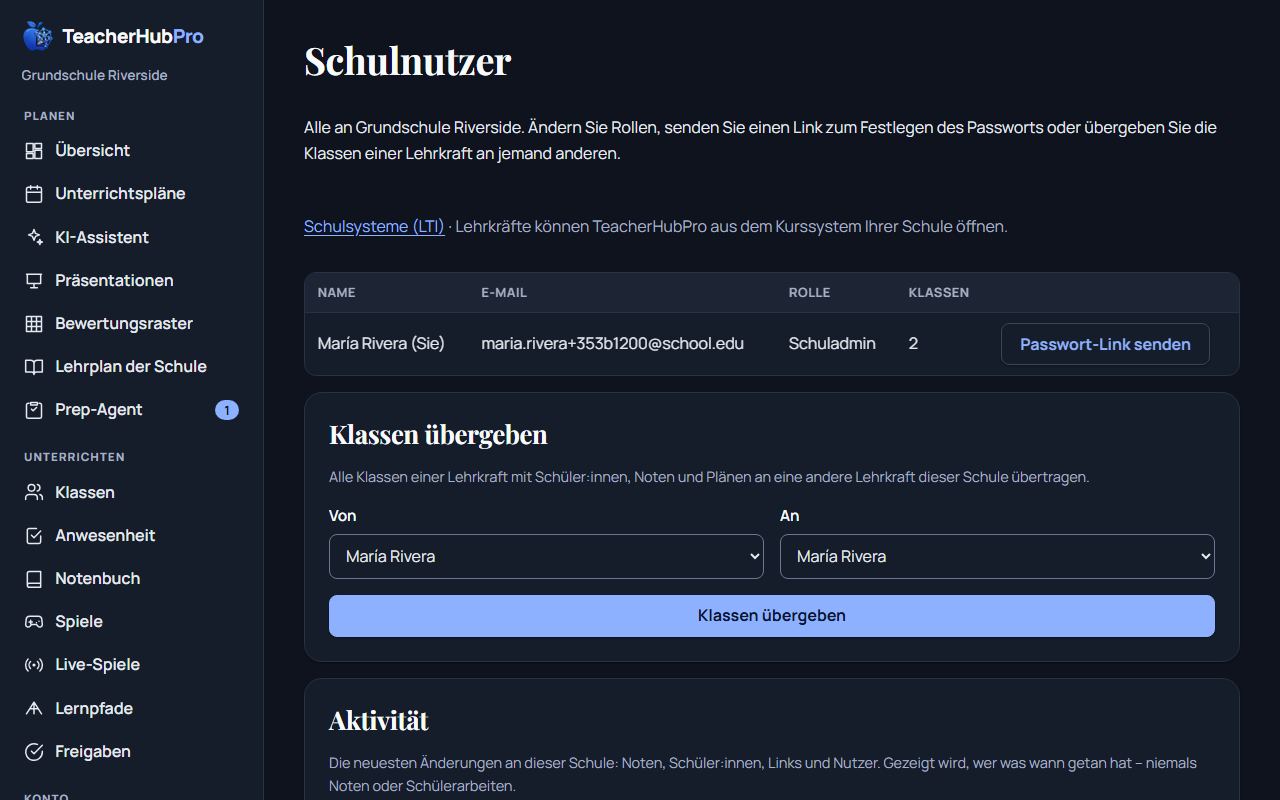 TeacherHubPro
Grundschule Riverside
PLANEN
Übersicht
Unterrichtspläne
KI-Assistent
Präsentationen
Bewertungsraster
Lehrplan der Schule
Prep-Agent 1
UNTERRICHTEN
Klassen
Anwesenheit
Notenbuch
Spiele
Live-Spiele
Lernpfade
Freigaben
KONTO
Schulnutzer
Alle an Grundschule Riverside. Ändern Sie Rollen, senden Sie einen Link zum Festlegen des Passworts oder übergeben Sie die
Klassen einer Lehrkraft an jemand anderen.
Schulsysteme (LTI) · Lehrkräfte können TeacherHubPro aus dem Kurssystem Ihrer Schule öffnen.
NAME E-MAIL ROLLE KLASSEN
María Rivera (Sie) maria.rivera+353b1200@school.edu Schuladmin 2 Passwort-Link senden
Klassen übergeben
Alle Klassen einer Lehrkraft mit Schüler:innen, Noten und Plänen an eine andere Lehrkraft dieser Schule übertragen.
Von An
María Rivera María Rivera
Klassen übergeben
Aktivität
Die neuesten Änderungen an dieser Schule: Noten, Schüler:innen, Links und Nutzer. Gezeigt wird, wer was wann getan hat – niemals
Noten oder Schülerarbeiten.